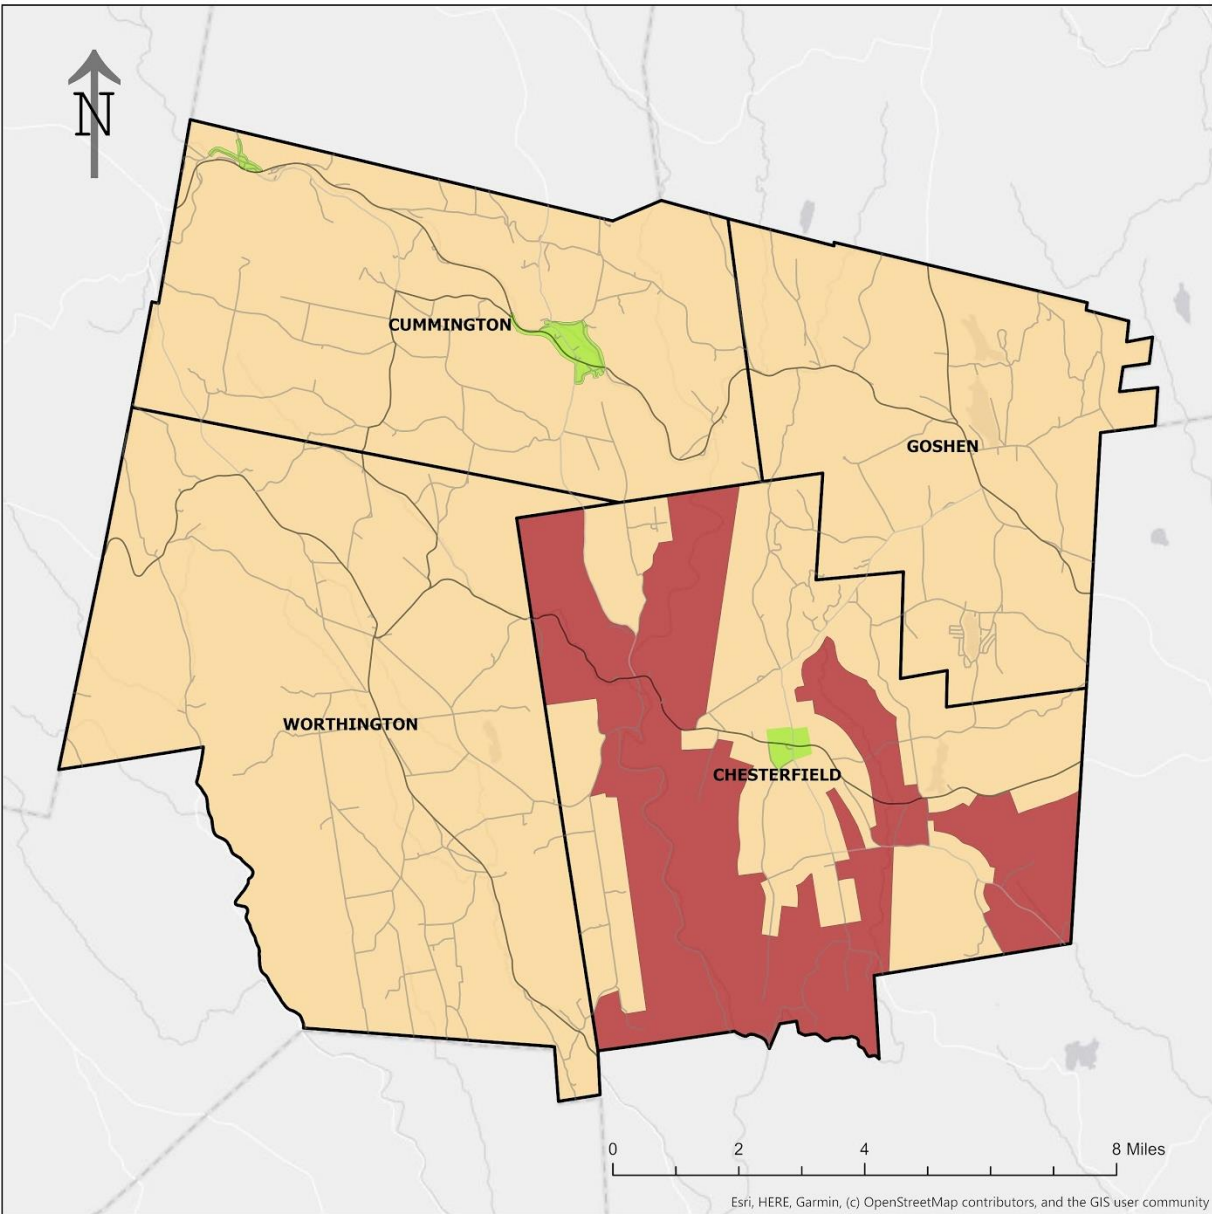 N
CUMMINGTON
GOSHEN
WORTHINGTON
CHESTERFIELD
0 2 4 8 Miles
Esri, HERE, Garmin, (c) OpenStreetMap contributors, and the GIS user community